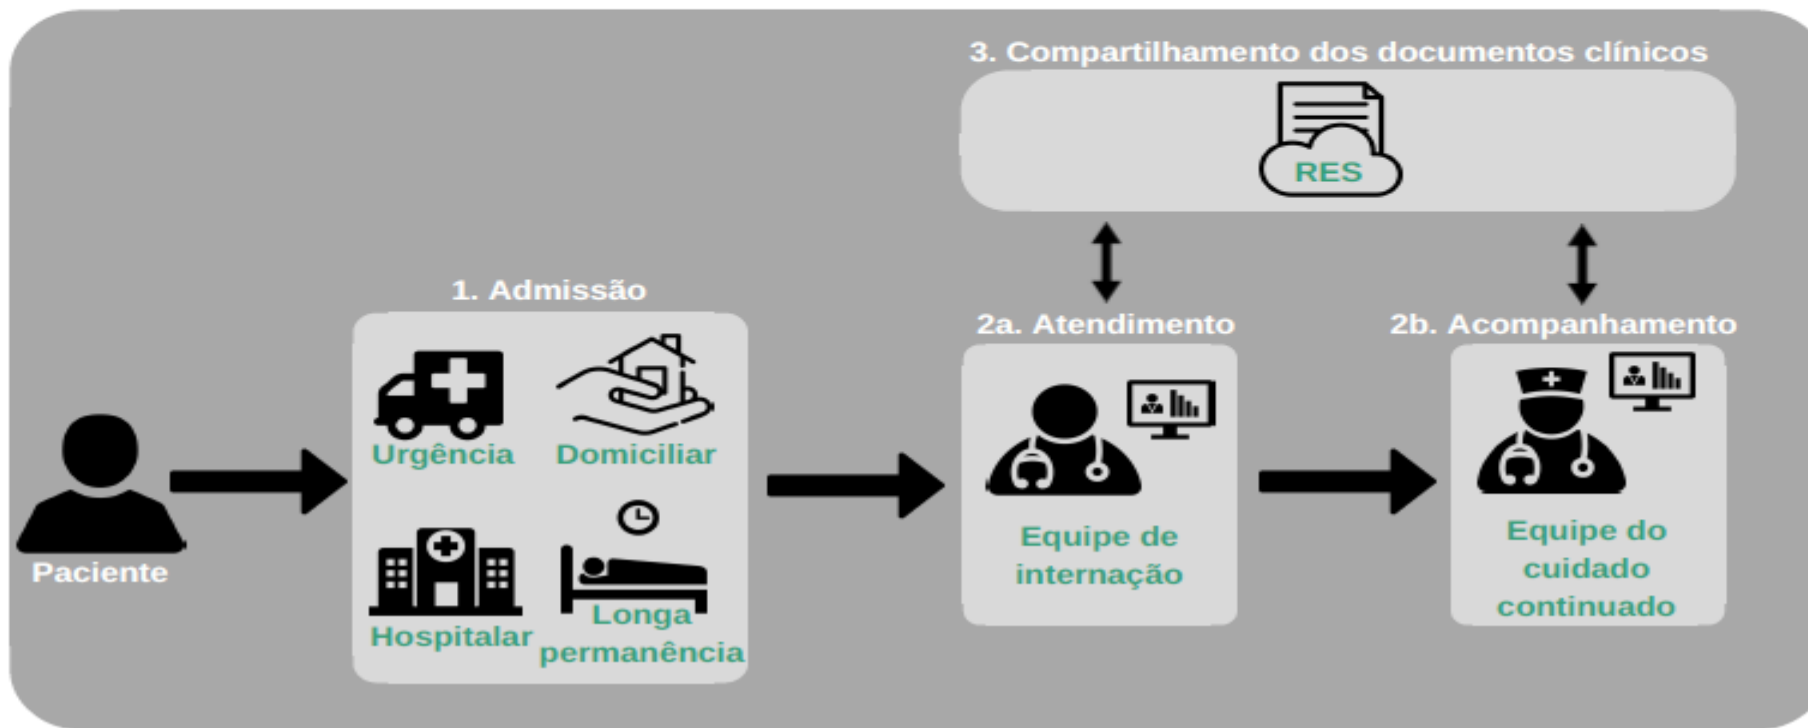 3. Compartilhamento dos documentos clínicos
RES
1. Admissão
Urgência
Domiciliar
Hospitalar
Longa
permanência
Paciente
2a. Atendimento
Equipe de
internação
2b. Acompanhamento
Equipe do
cuidado
continuado